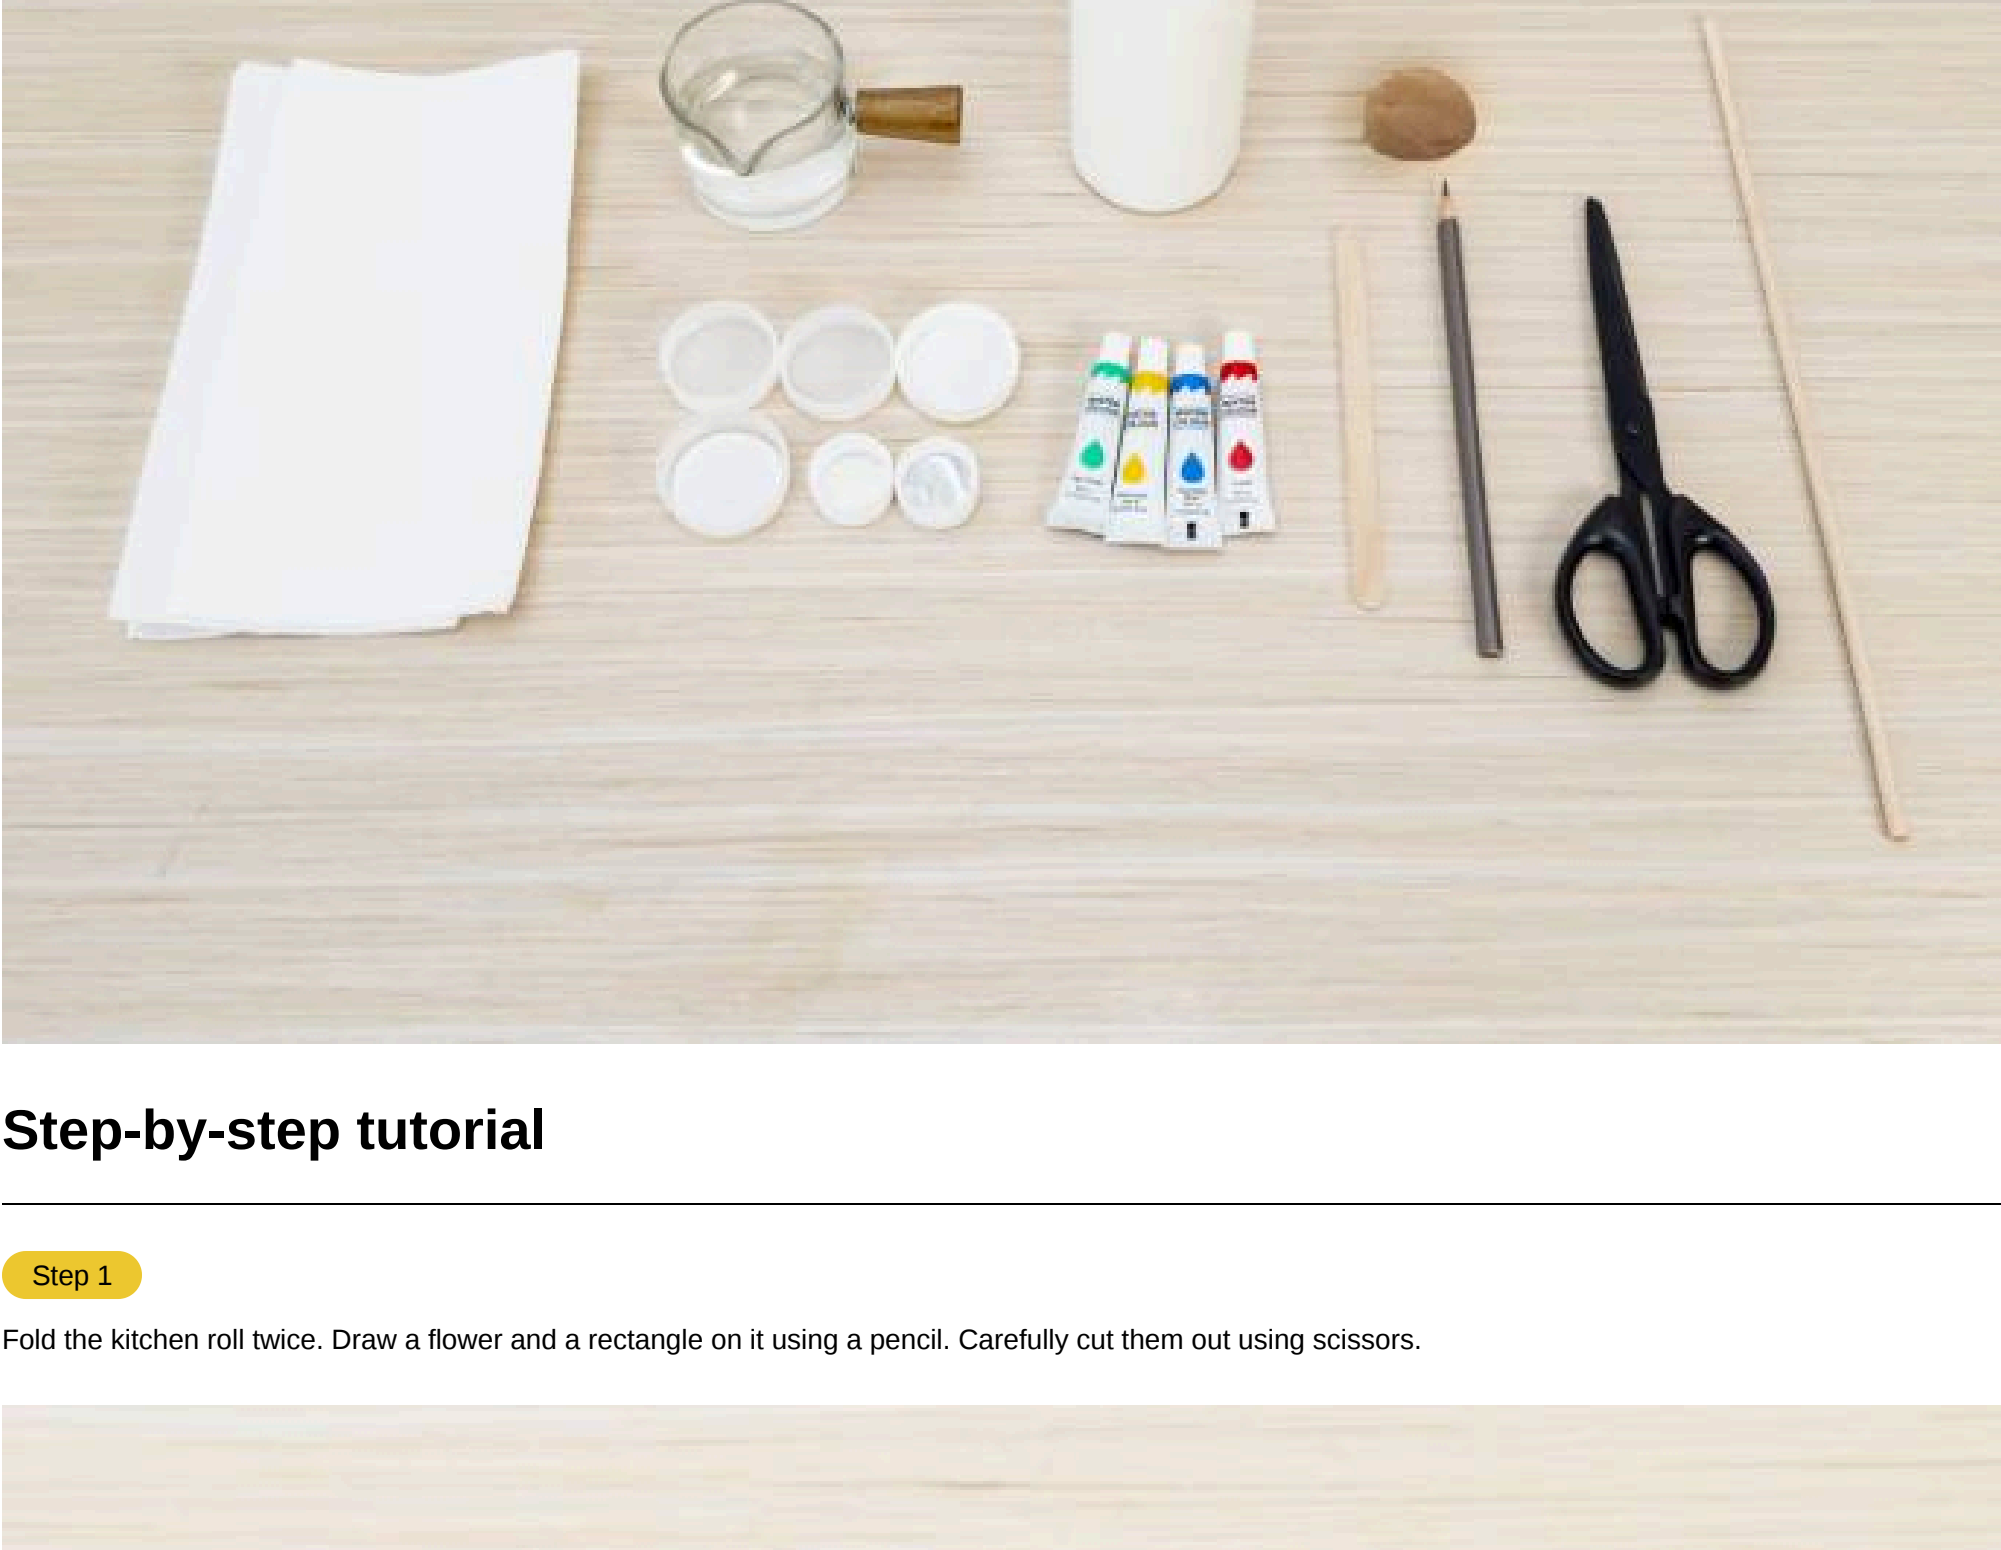 Step-by-step tutorial
Step 1
Fold the kitchen roll twice. Draw a flower and a rectangle on it using a pencil. Carefully cut them out using scissors.